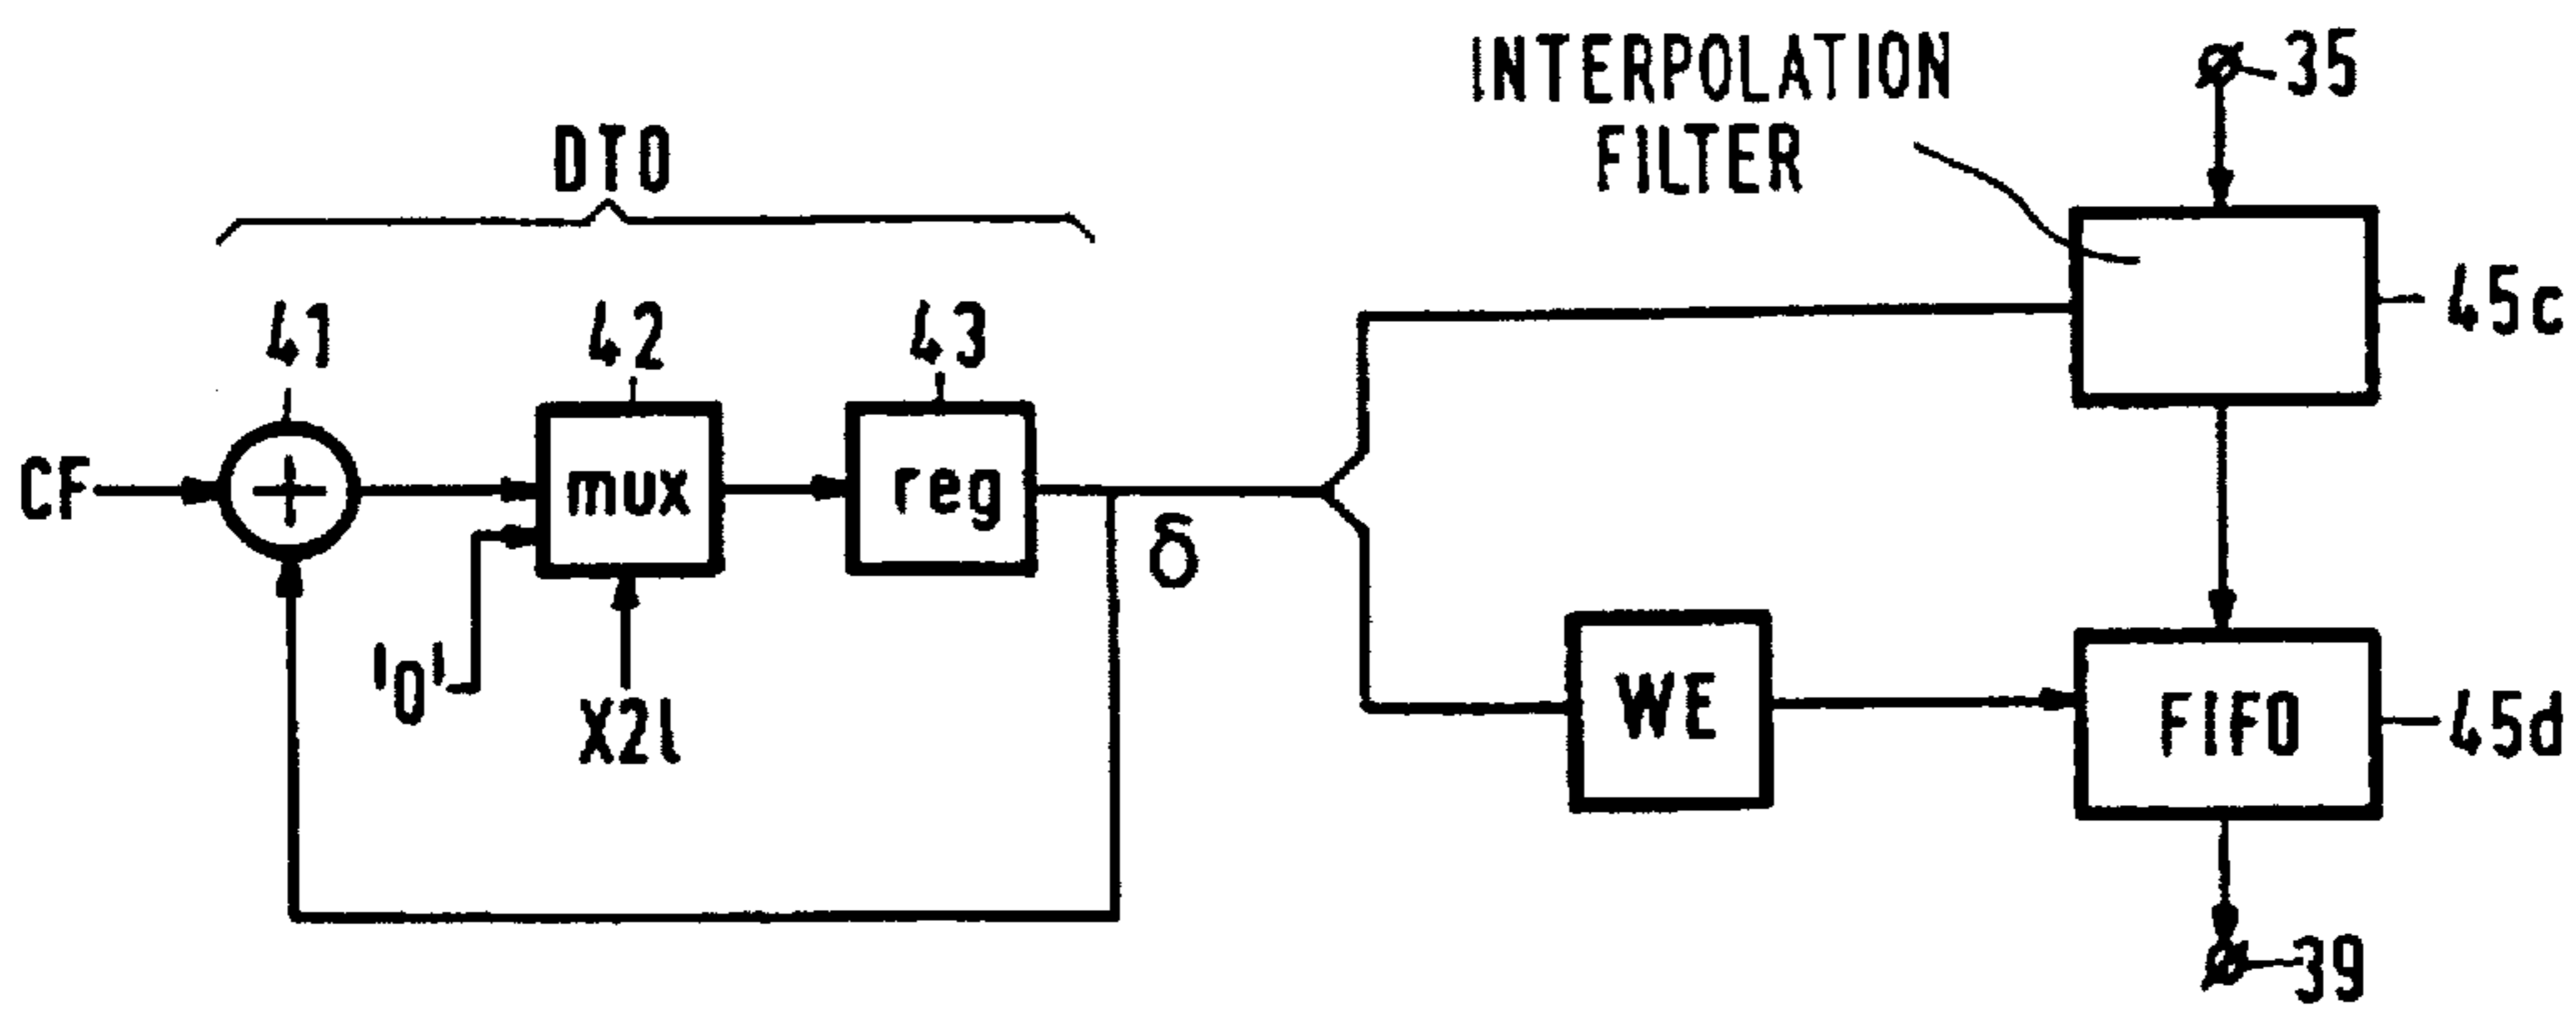 INTERPOLATION
FILTER
35
DTO
41
42
43
45c
CF
+
mux
reg
δ
'0'
X2l
WE
FIFO
45d
39